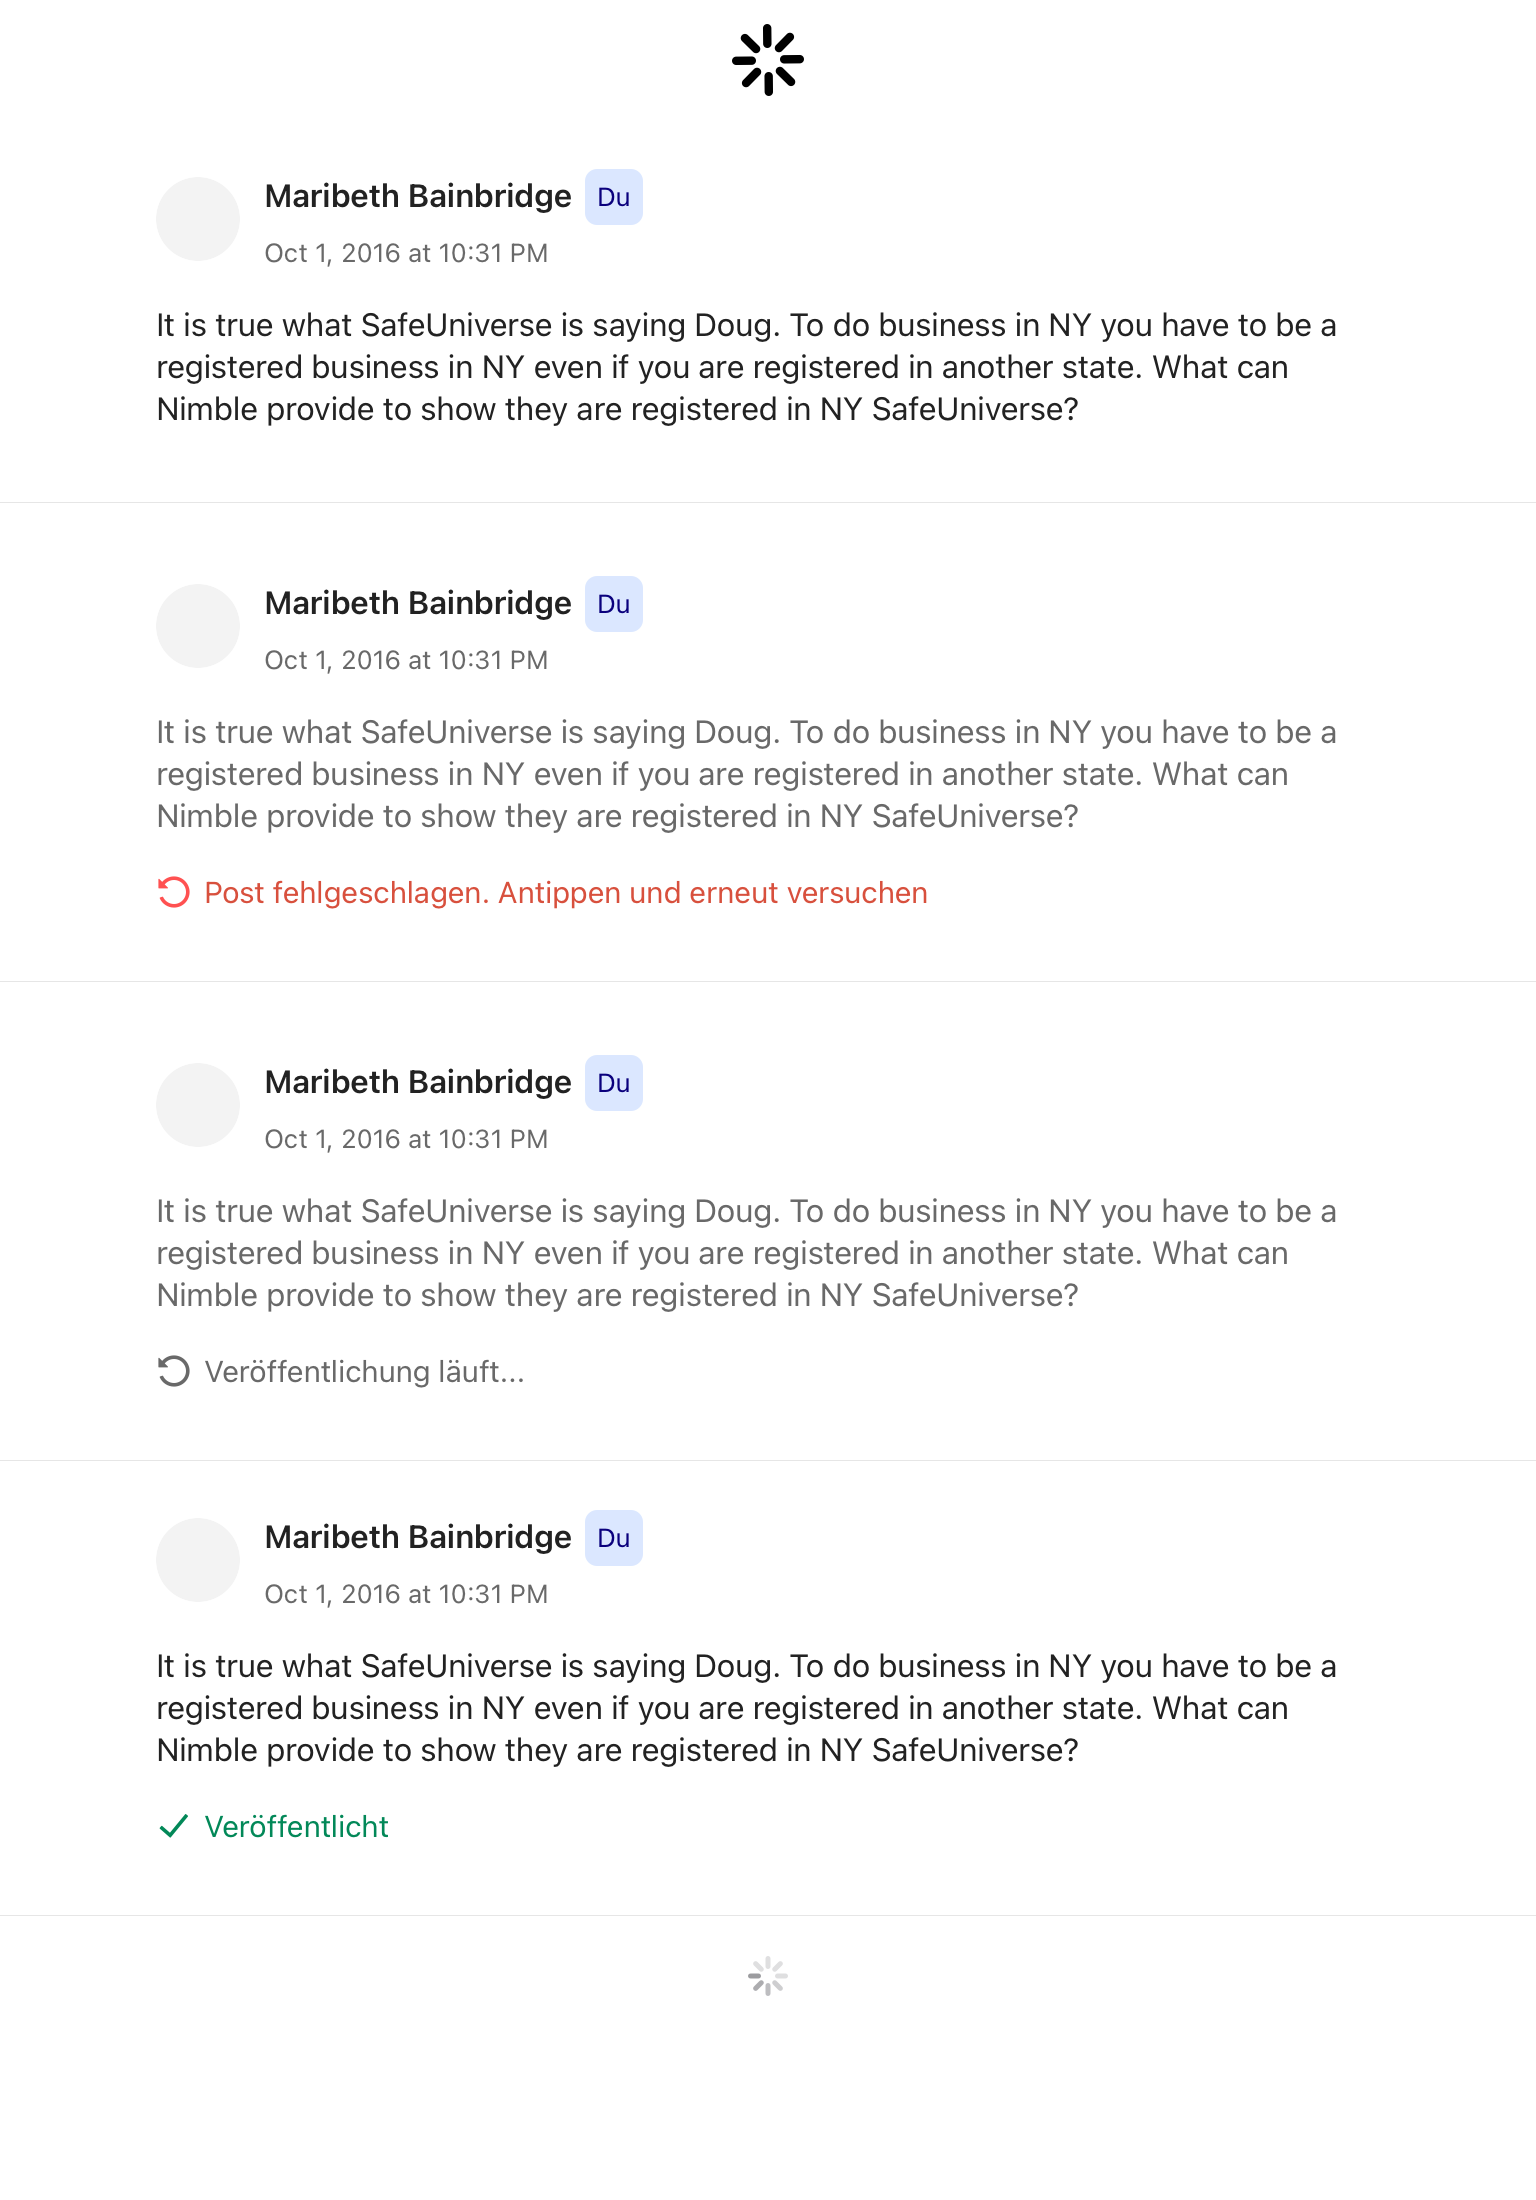 Maribeth Bainbridge Du
Oct 1, 2016 at 10:31 PM
It is true what SafeUniverse is saying Doug. To do business in NY you have to be a
registered business in NY even if you are registered in another state. What can
Nimble provide to show they are registered in NY SafeUniverse?
Maribeth Bainbridge Du
Oct 1, 2016 at 10:31 PM
It is true what SafeUniverse is saying Doug. To do business in NY you have to be a
registered business in NY even if you are registered in another state. What can
Nimble provide to show they are registered in NY SafeUniverse?
Post fehlgeschlagen. Antippen und erneut versuchen
Maribeth Bainbridge Du
Oct 1, 2016 at 10:31 PM
It is true what SafeUniverse is saying Doug. To do business in NY you have to be a
registered business in NY even if you are registered in another state. What can
Nimble provide to show they are registered in NY SafeUniverse?
Veröffentlichung läuft...
Maribeth Bainbridge Du
Oct 1, 2016 at 10:31 PM
It is true what SafeUniverse is saying Doug. To do business in NY you have to be a
registered business in NY even if you are registered in another state. What can
Nimble provide to show they are registered in NY SafeUniverse?
Veröffentlicht